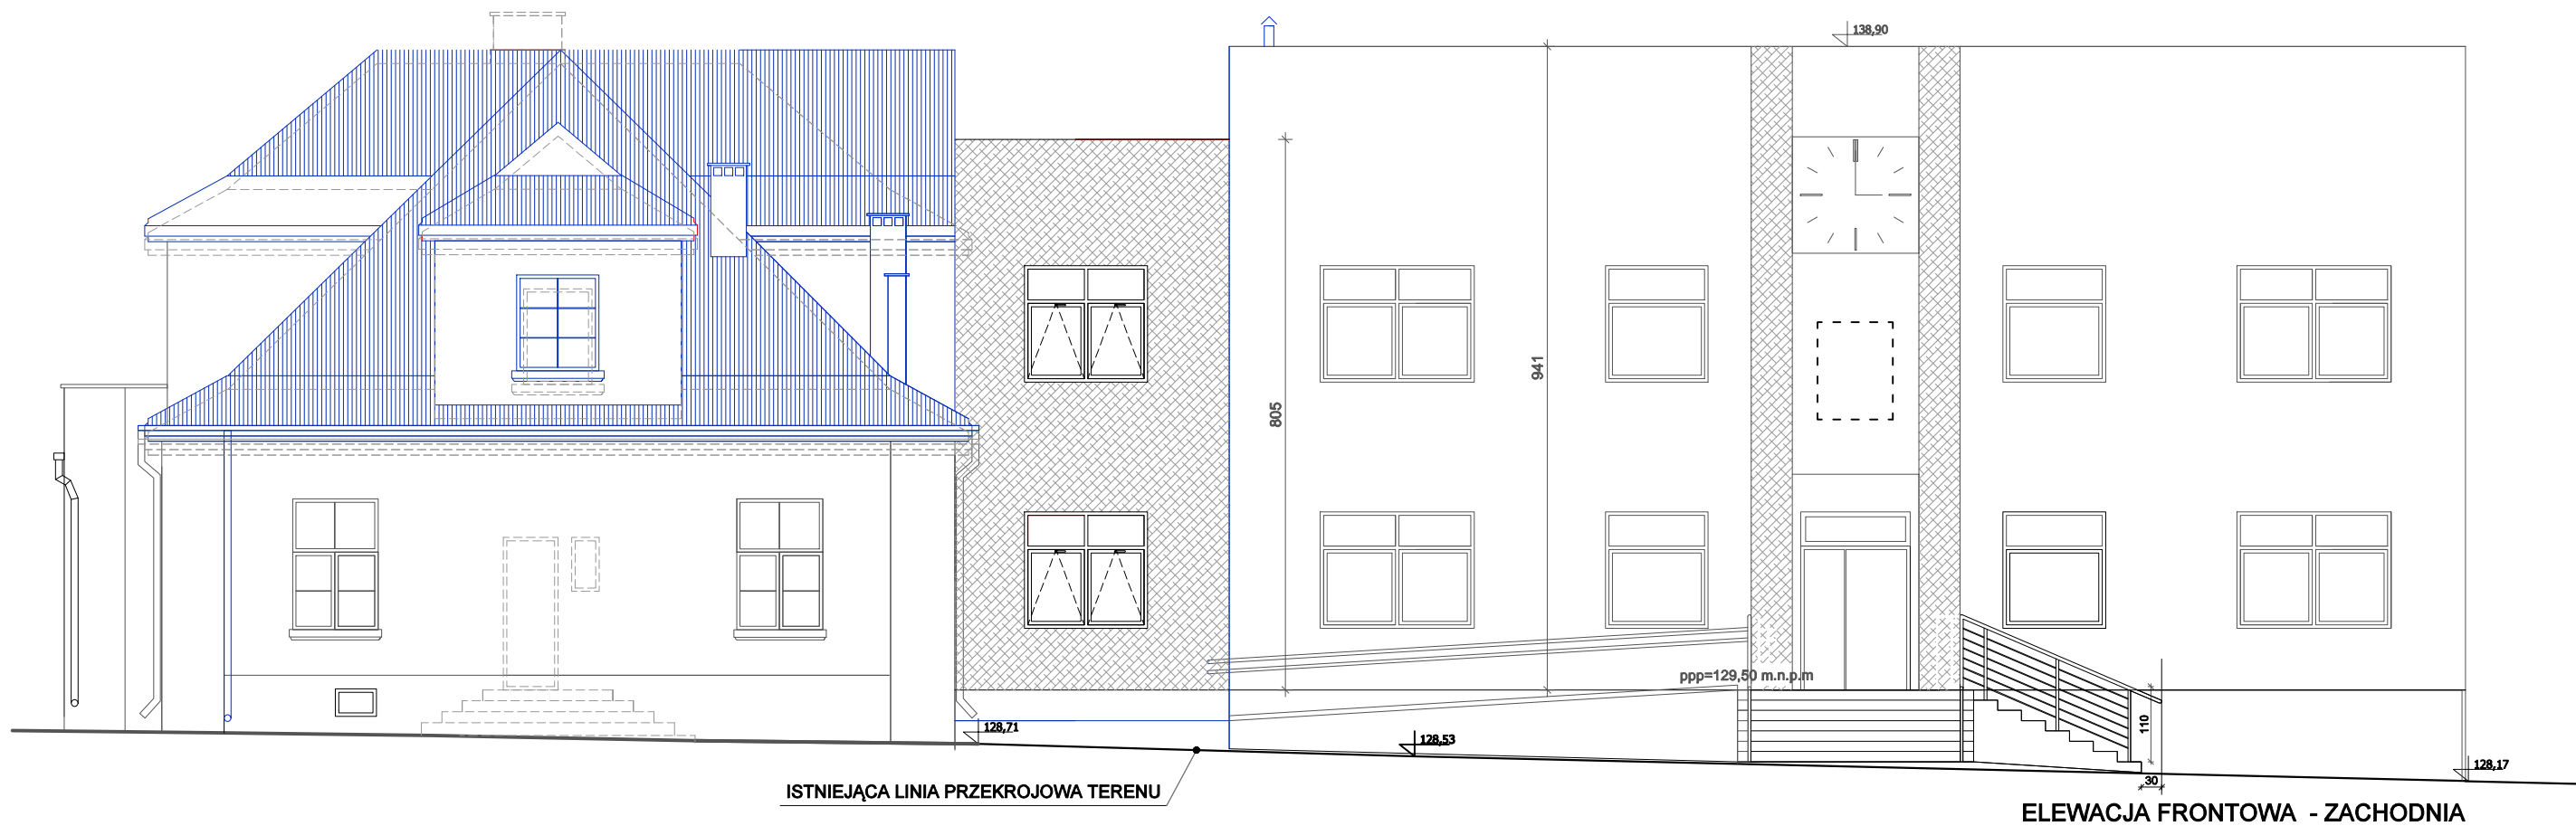 138,90
941
805
ppp=129,50 m.n.p.m
110
128,71
128,53
128,17
30
ISTNIEJĄCA LINIA PRZEKROJOWA TERENU
ELEWACJA FRONTOWA - ZACHODNIA